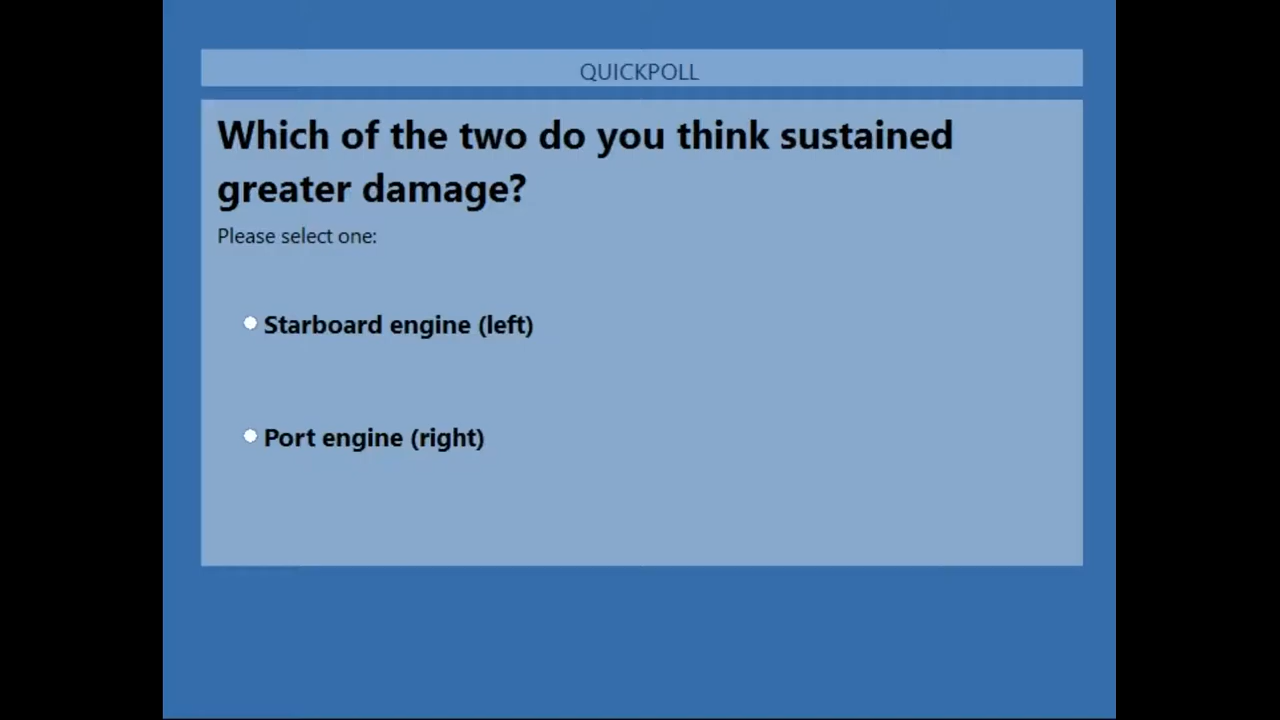 QUICKPOLL
Which of the two do you think sustained
greater damage?
Please select one:
Starboard engine (left)
Port engine (right)